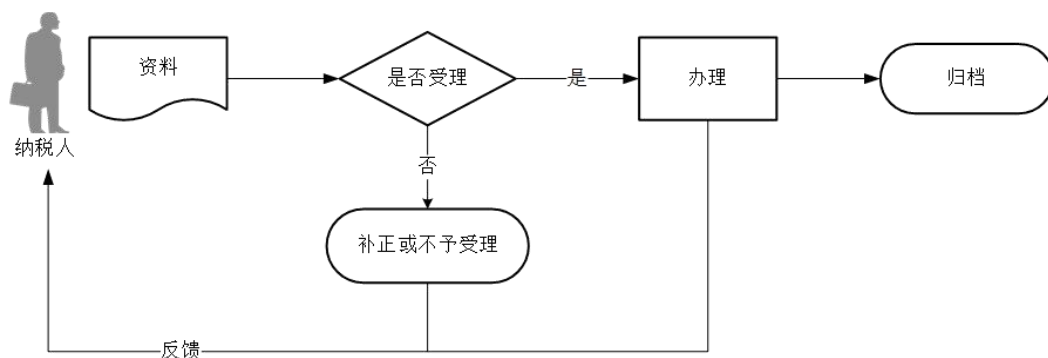 资料
是否受理
是
办理
归档
纳税人
否
补正或不予受理
反馈